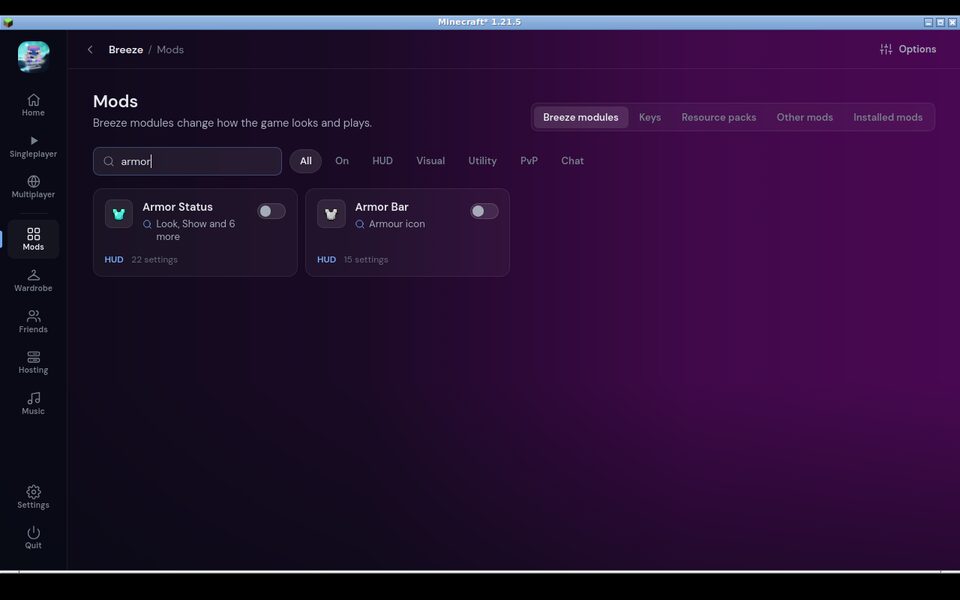 Minecraft* 1.21.5
Breeze / Mods
Options
Home
Singleplayer
Multiplayer
Mods
Wardrobe
Friends
Hosting
Music
Settings
Quit
Mods
Breeze modules change how the game looks and plays.
Breeze modules Keys Resource packs Other mods Installed mods
armor
All On HUD Visual Utility PvP Chat
Armor Status
Look, Show and 6
more
HUD 22 settings
Armor Bar
Armour icon
HUD 15 settings